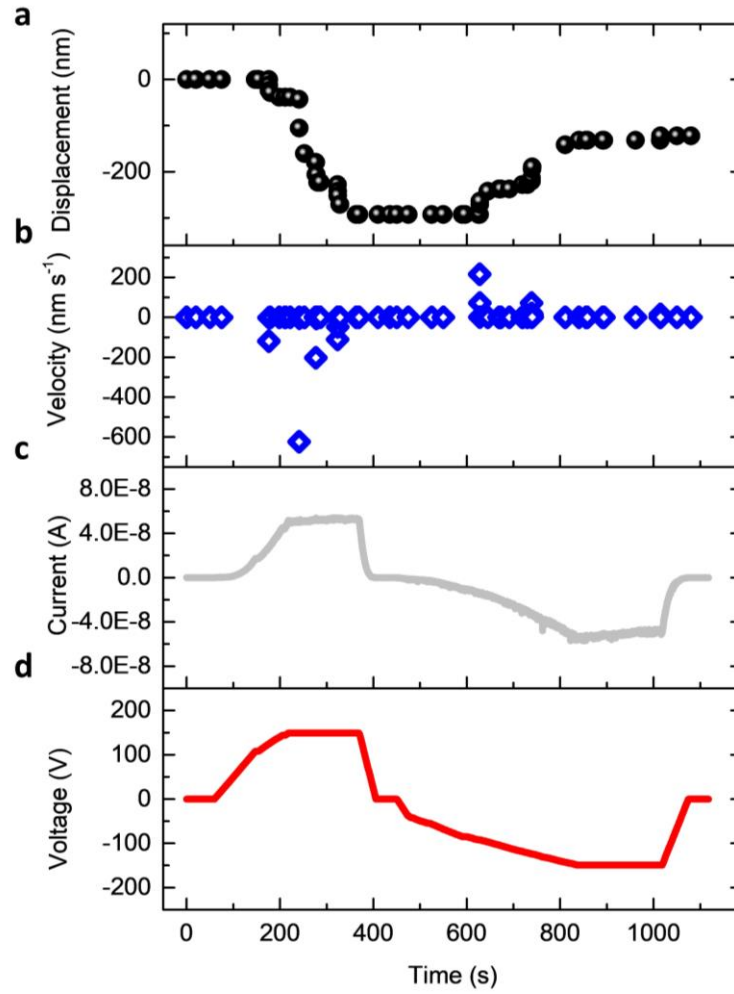 a
Displacement (nm)
0
-200
b
Velocity (nm s⁻¹)
200
0
-200
-400
-600
c
Current (A)
8.0E-8
4.0E-8
0.0
-4.0E-8
-8.0E-8
d
Voltage (V)
200
100
0
-100
-200
0 200 400 600 800 1000
Time (s)